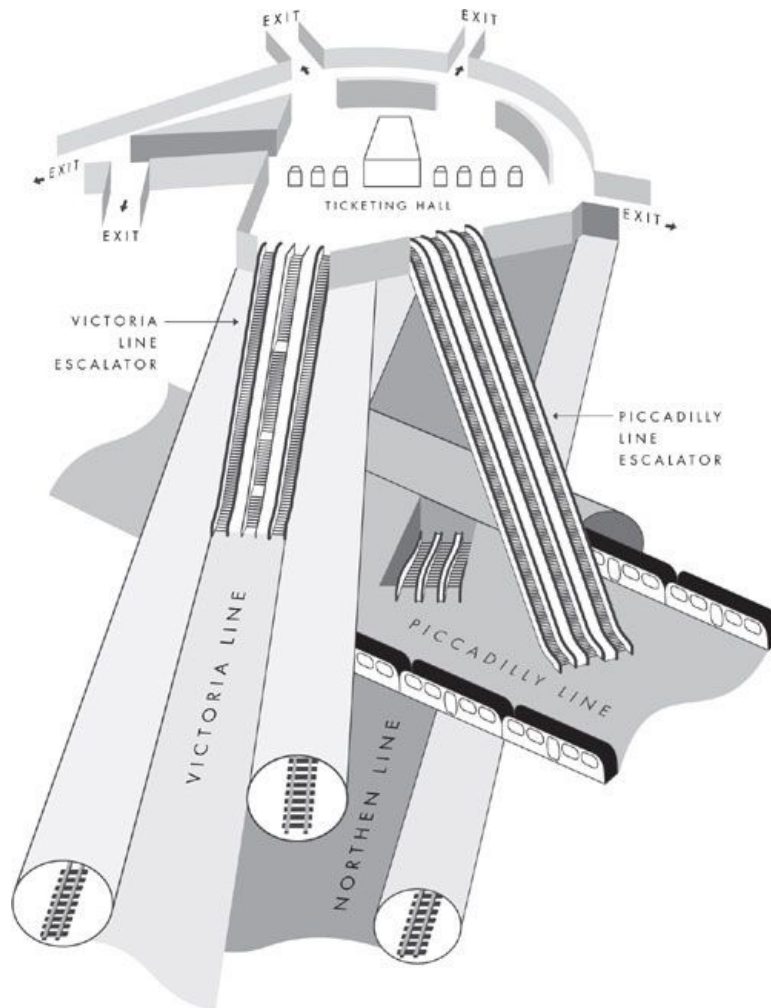 EXIT
EXIT
EXIT
EXIT
EXIT
TICKETING HALL
VICTORIA
LINE
ESCALATOR
PICCADILLY
LINE
ESCALATOR
PICCADILLY LINE
VICTORIA LINE
NORTHEN LINE